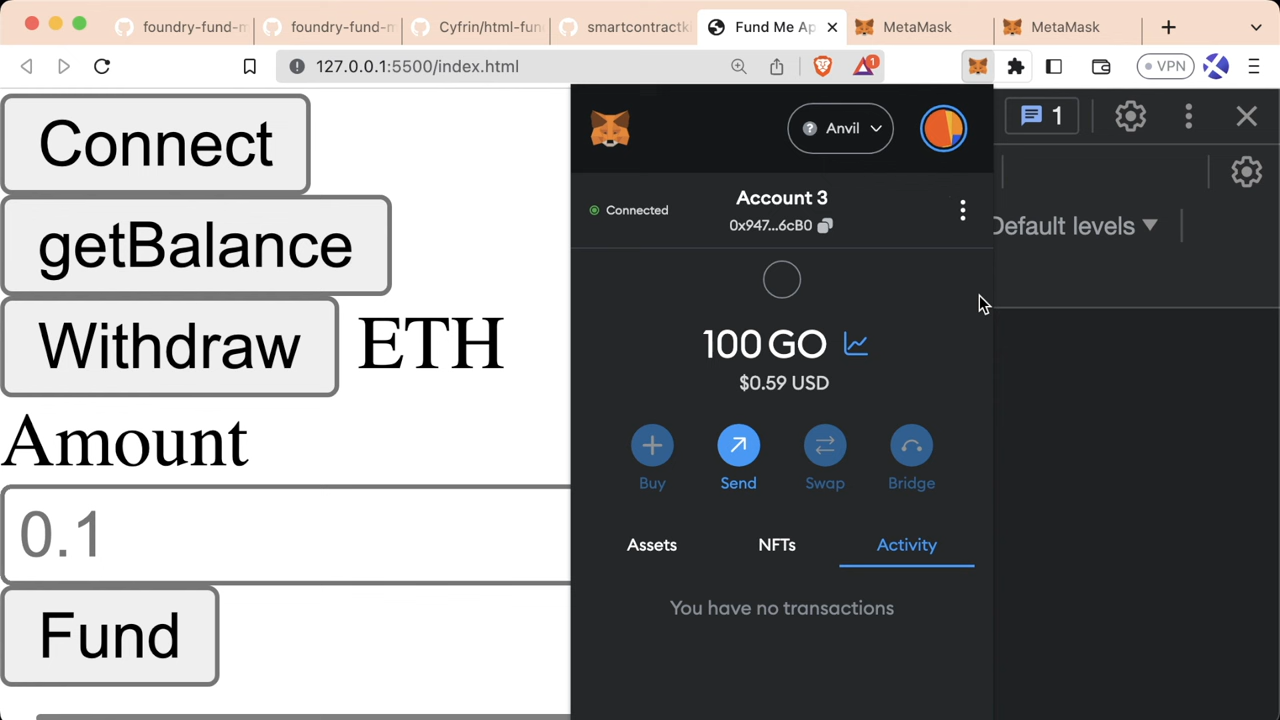 foundry-fund-m
foundry-fund-m
Cyfrin/html-fun
smartcontractk
Fund Me Ap
MetaMask
MetaMask
127.0.0.1:5500/index.html
1
VPN
Connect
getBalance
Withdraw ETH
Amount
0.1
Fund
Anvil
Connected
Account 3
0x947...6cB0
100 GO
$0.59 USD
Buy
Send
Swap
Bridge
Assets
NFTs
Activity
You have no transactions
1
Default levels